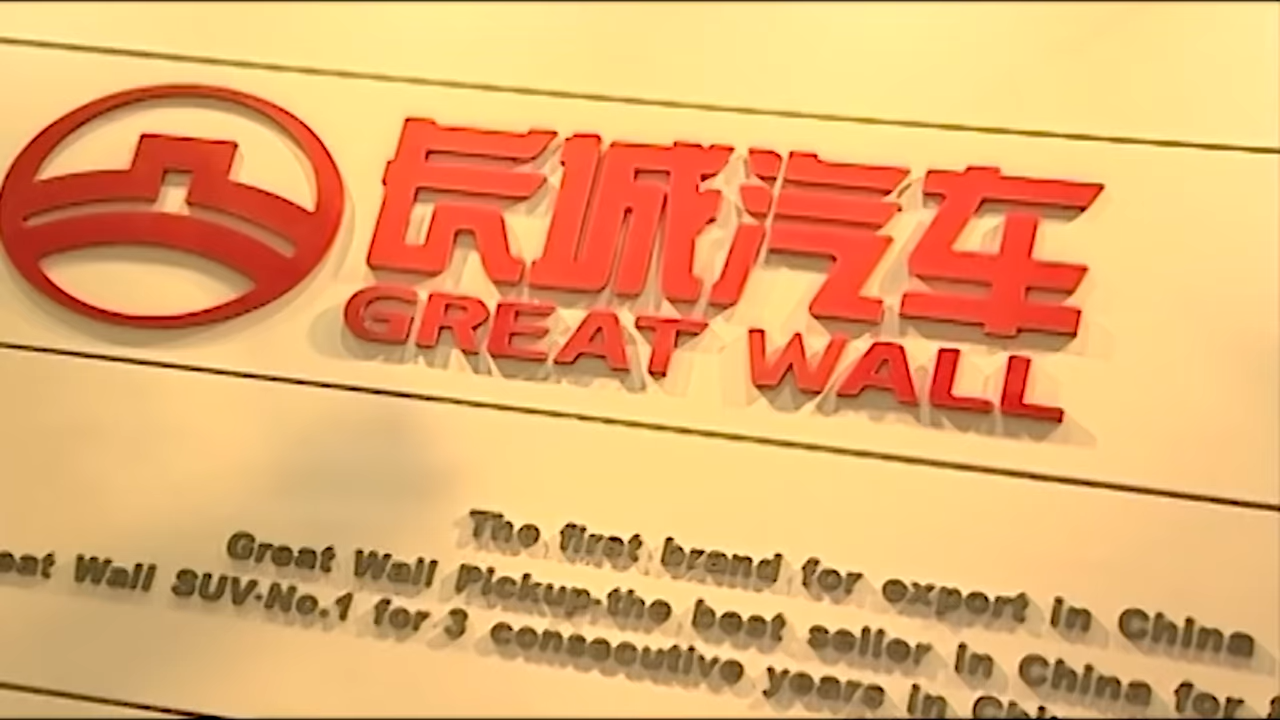 长城汽车
GREAT WALL
The first brand for export in China
Great Wall Pickup-the best seller in China for
Wall SUV-No.1 for 3 consecutive years in